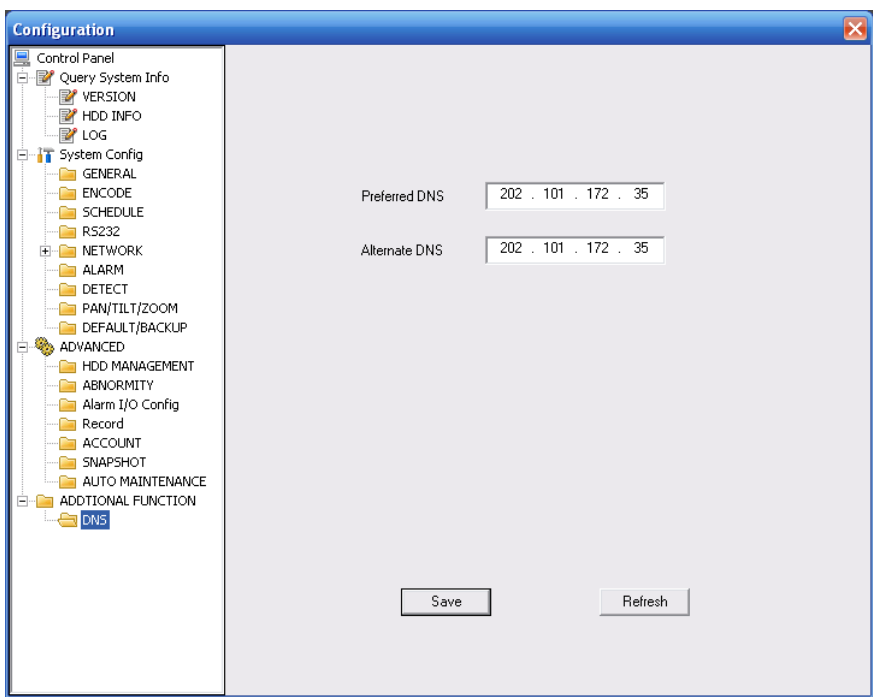 Configuration
Control Panel
Query System Info
VERSION
HDD INFO
LOG
System Config
GENERAL
ENCODE
SCHEDULE
RS232
NETWORK
ALARM
DETECT
PAN/TILT/ZOOM
DEFAULT/BACKUP
ADVANCED
HDD MANAGEMENT
ABNORMITY
Alarm I/O Config
Record
ACCOUNT
SNAPSHOT
AUTO MAINTENANCE
ADDTIONAL FUNCTION
DNS
Preferred DNS 202 . 101 . 172 . 35
Alternate DNS 202 . 101 . 172 . 35
Save Refresh